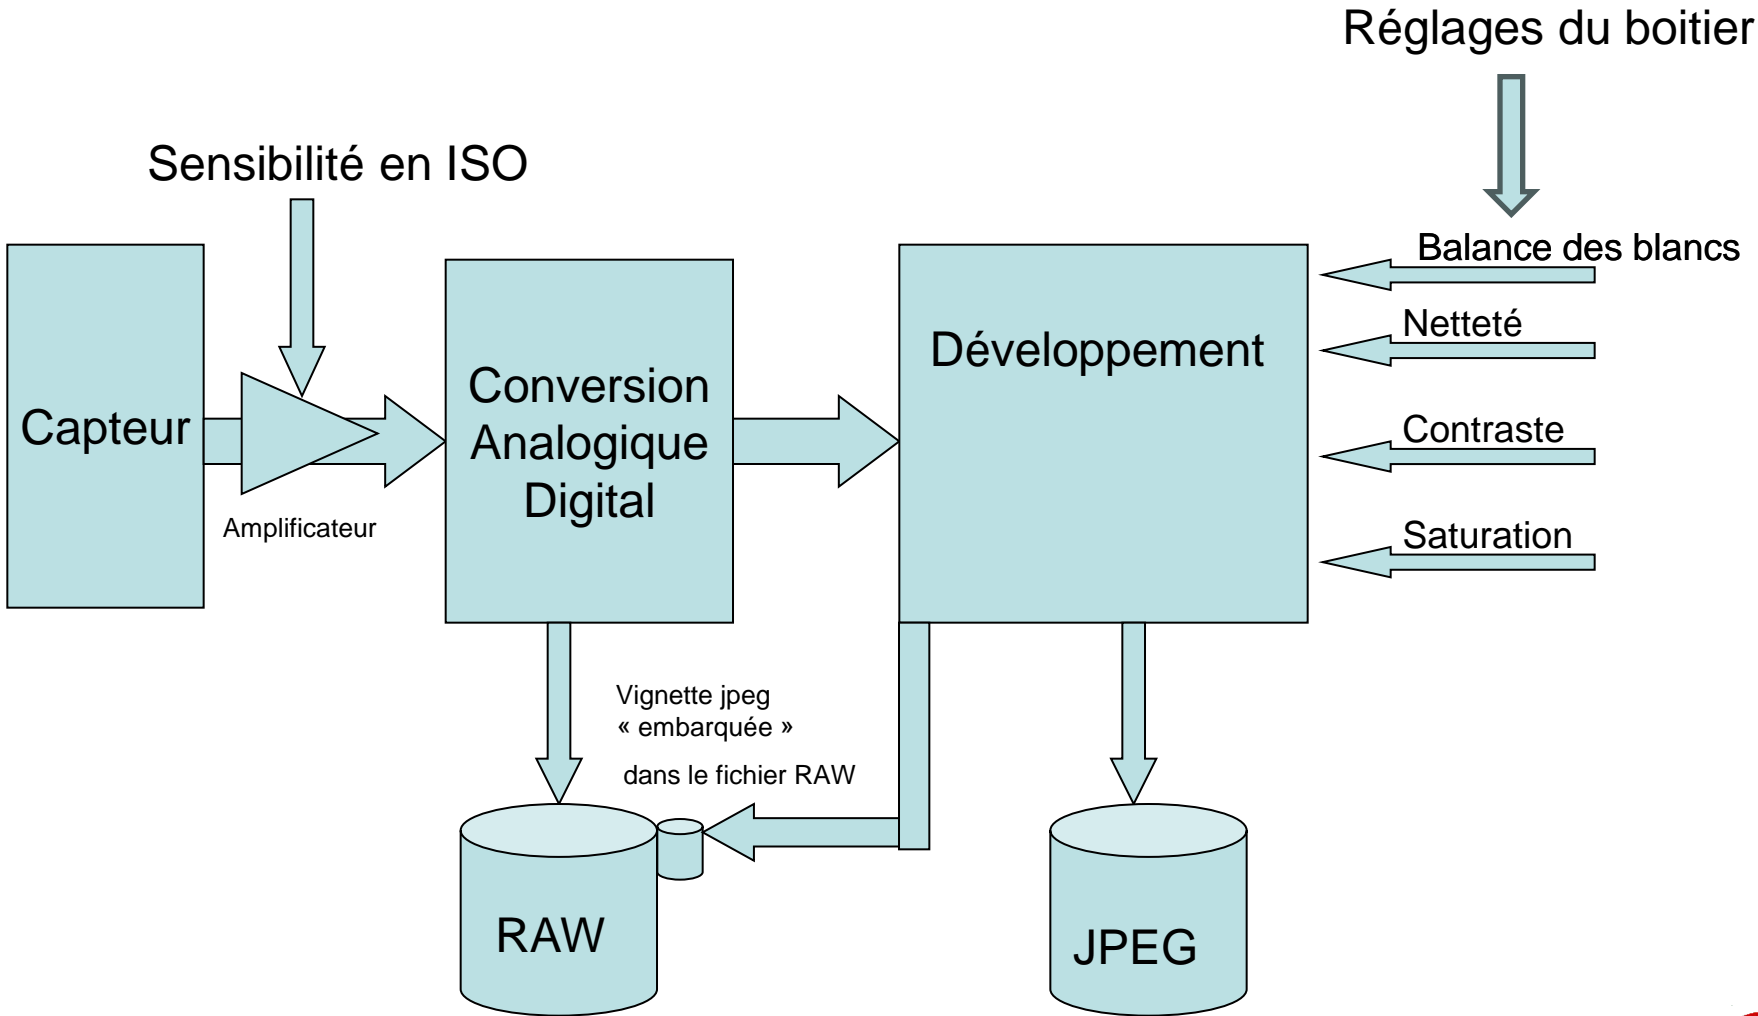 Réglages du boitier
Sensibilité en ISO
Balance des blancs
Netteté
Développement
Conversion
Analogique
Digital
Capteur
Contraste
Amplificateur
Saturation
Vignette jpeg
« embarquée »
dans le fichier RAW
RAW
JPEG